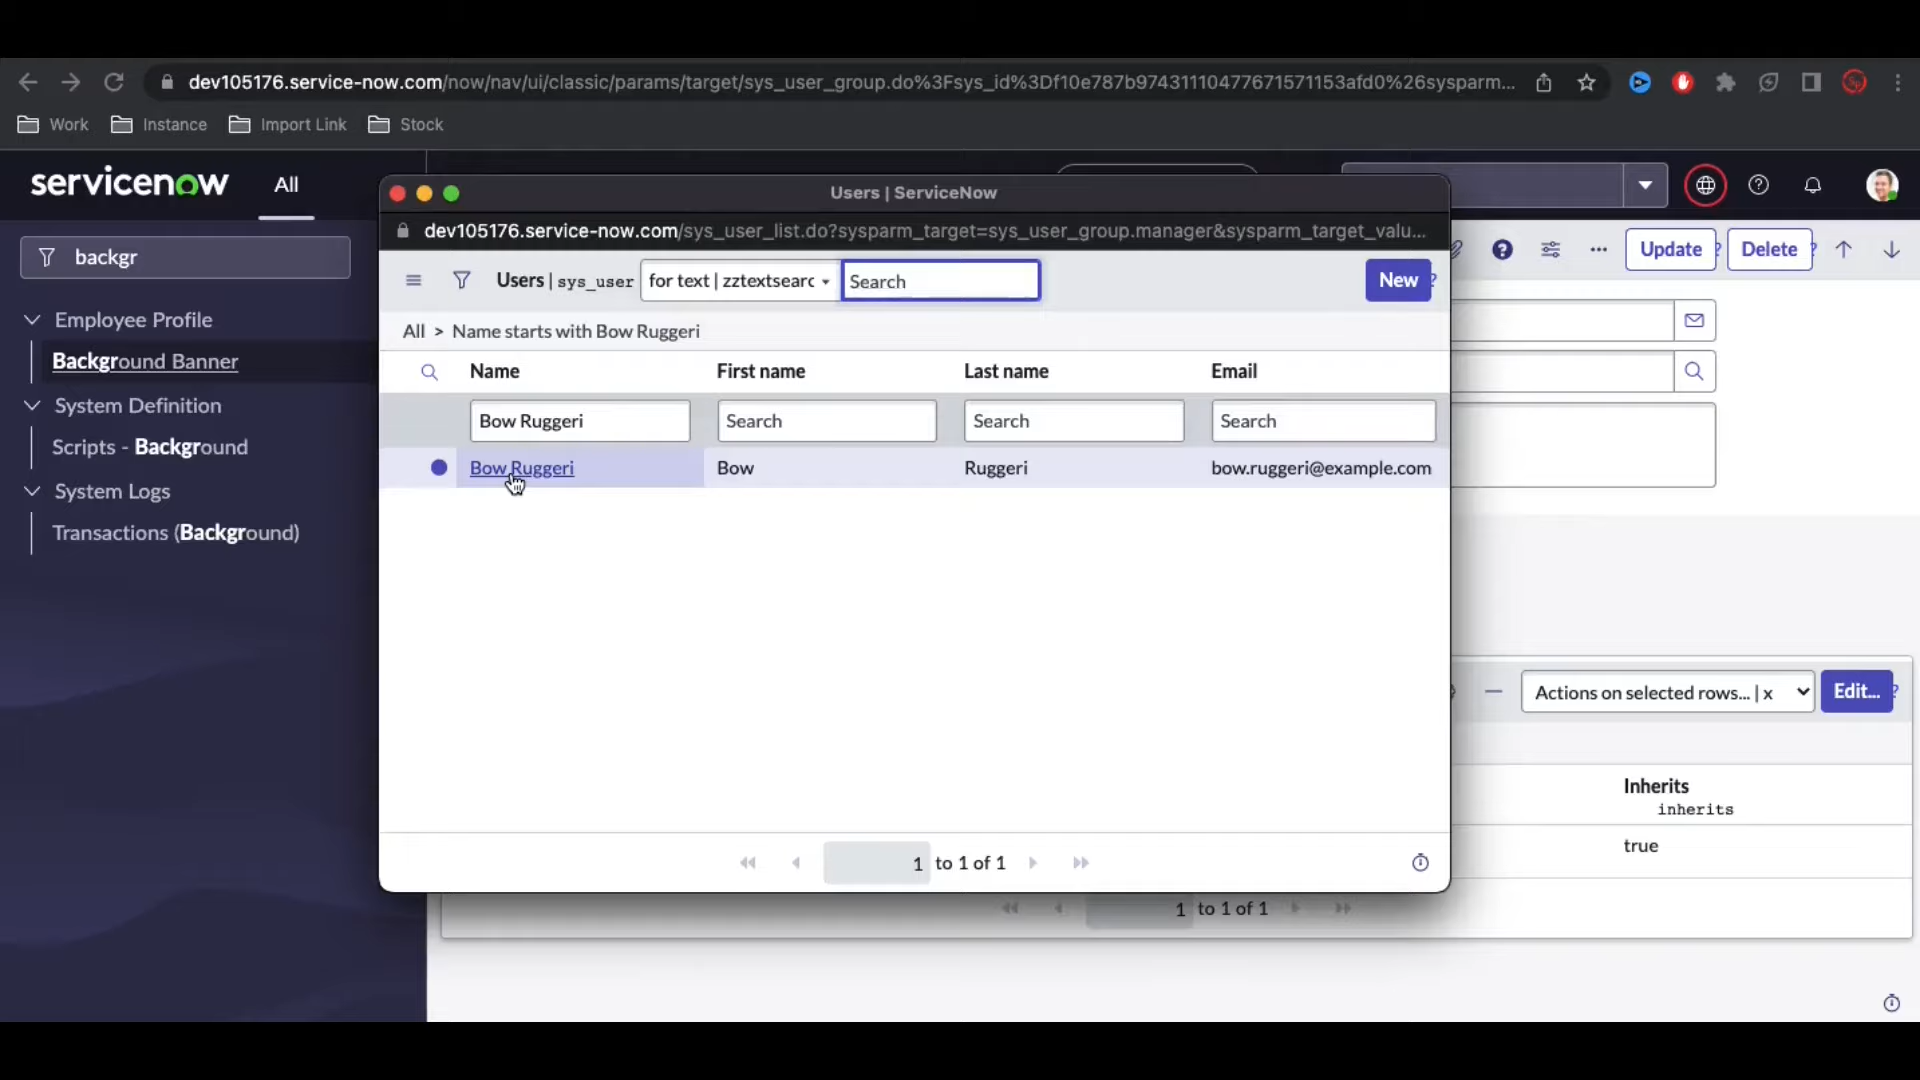 dev105176.service-now.com/now/nav/ui/classic/params/target/sys_user_group.do%3Fsys_id%3Df10e787b97431110477671571153afd0%26sysparm...
Work Instance Import Link Stock
servicenow All
Users | ServiceNow
dev105176.service-now.com/sys_user_list.do?sysparm_target=sys_user_group.manager&sysparm_target_valu...
backgr
Users | sys_user for text | zztextsearc Search New ?
Update ? Delete ?
All > Name starts with Bow Ruggeri
Name First name Last name Email
Bow Ruggeri Search Search Search
Bow Ruggeri Bow Ruggeri bow.ruggeri@example.com
Employee Profile
Background Banner
System Definition
Scripts - Background
System Logs
Transactions (Background)
Actions on selected rows... | x Edit... ?
Inherits
inherits
true
1 to 1 of 1
1 to 1 of 1